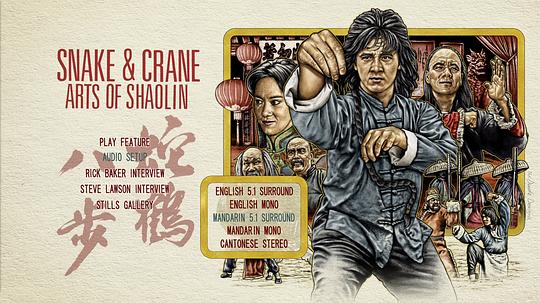 SNAKE & CRANE
ARTS OF SHAOLIN
PLAY FEATURE
AUDIO SETUP
RICK BAKER INTERVIEW
STEVE LAWSON INTERVIEW
STILLS GALLERY
ENGLISH 5.1 SURROUND
ENGLISH MONO
MANDARIN 5.1 SURROUND
MANDARIN MONO
CANTONESE STEREO
蛇鶴
八步